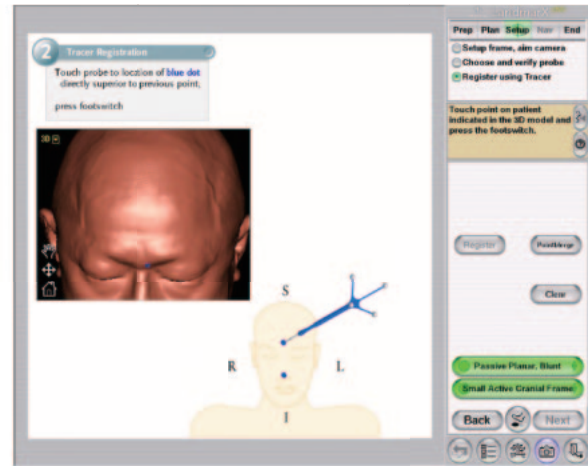 2 Tracer Registration
Touch probe to location of blue dot
directly superior to previous point,
press footswitch
3D
S
R
L
I
LandmarX
Prep Plan Setup Nav End
Setup frame, aim camera
Choose and verify probe
Register using Tracer
Touch point on patient
indicated in the 3D model and
press the footswitch.
Register
PointMerge
Clear
Passive Planar, Blunt
Small Active Cranial Frame
Back
Next